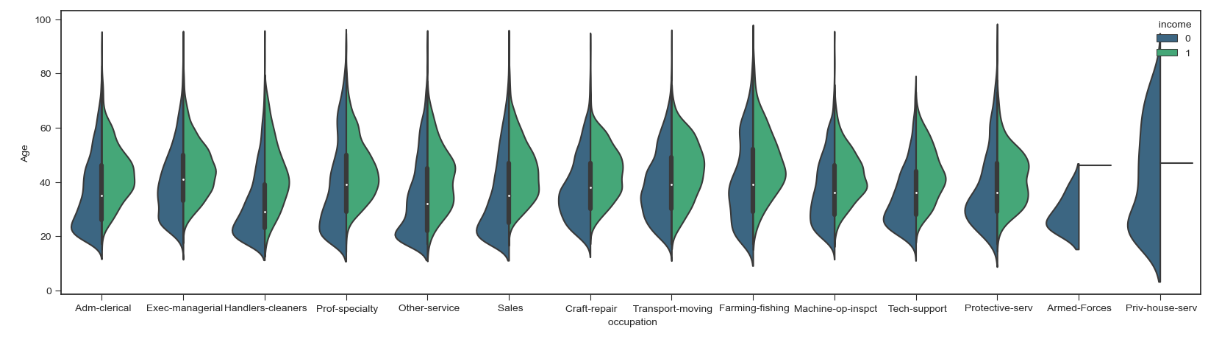 100
80
60
40
20
0
Age
income
0
1
Adm-clerical Exec-managerial Handlers-cleaners Prof-specialty Other-service Sales Craft-repair Transport-moving Farming-fishing Machine-op-inspct Tech-support Protective-serv Armed-Forces Priv-house-serv
occupation